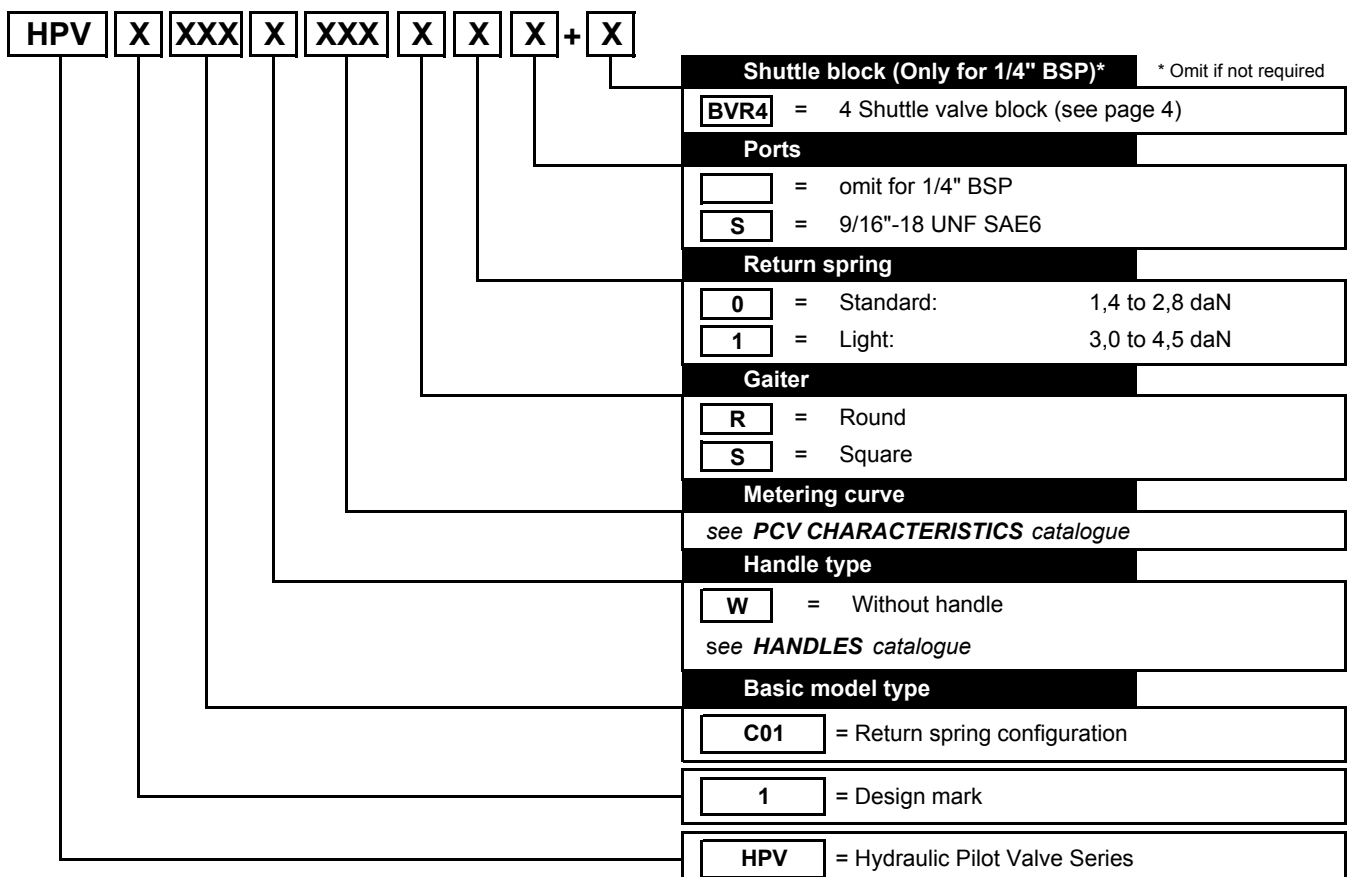 HPV X XXX X XXX X X X + X
Shuttle block (Only for 1/4" BSP)* * Omit if not required
BVR4 = 4 Shuttle valve block (see page 4)
Ports
= omit for 1/4" BSP
S = 9/16"-18 UNF SAE6
Return spring
0 = Standard: 1,4 to 2,8 daN
1 = Light: 3,0 to 4,5 daN
Gaiter
R = Round
S = Square
Metering curve
see PCV CHARACTERISTICS catalogue
Handle type
W = Without handle
see HANDLES catalogue
Basic model type
C01 = Return spring configuration
1 = Design mark
HPV = Hydraulic Pilot Valve Series